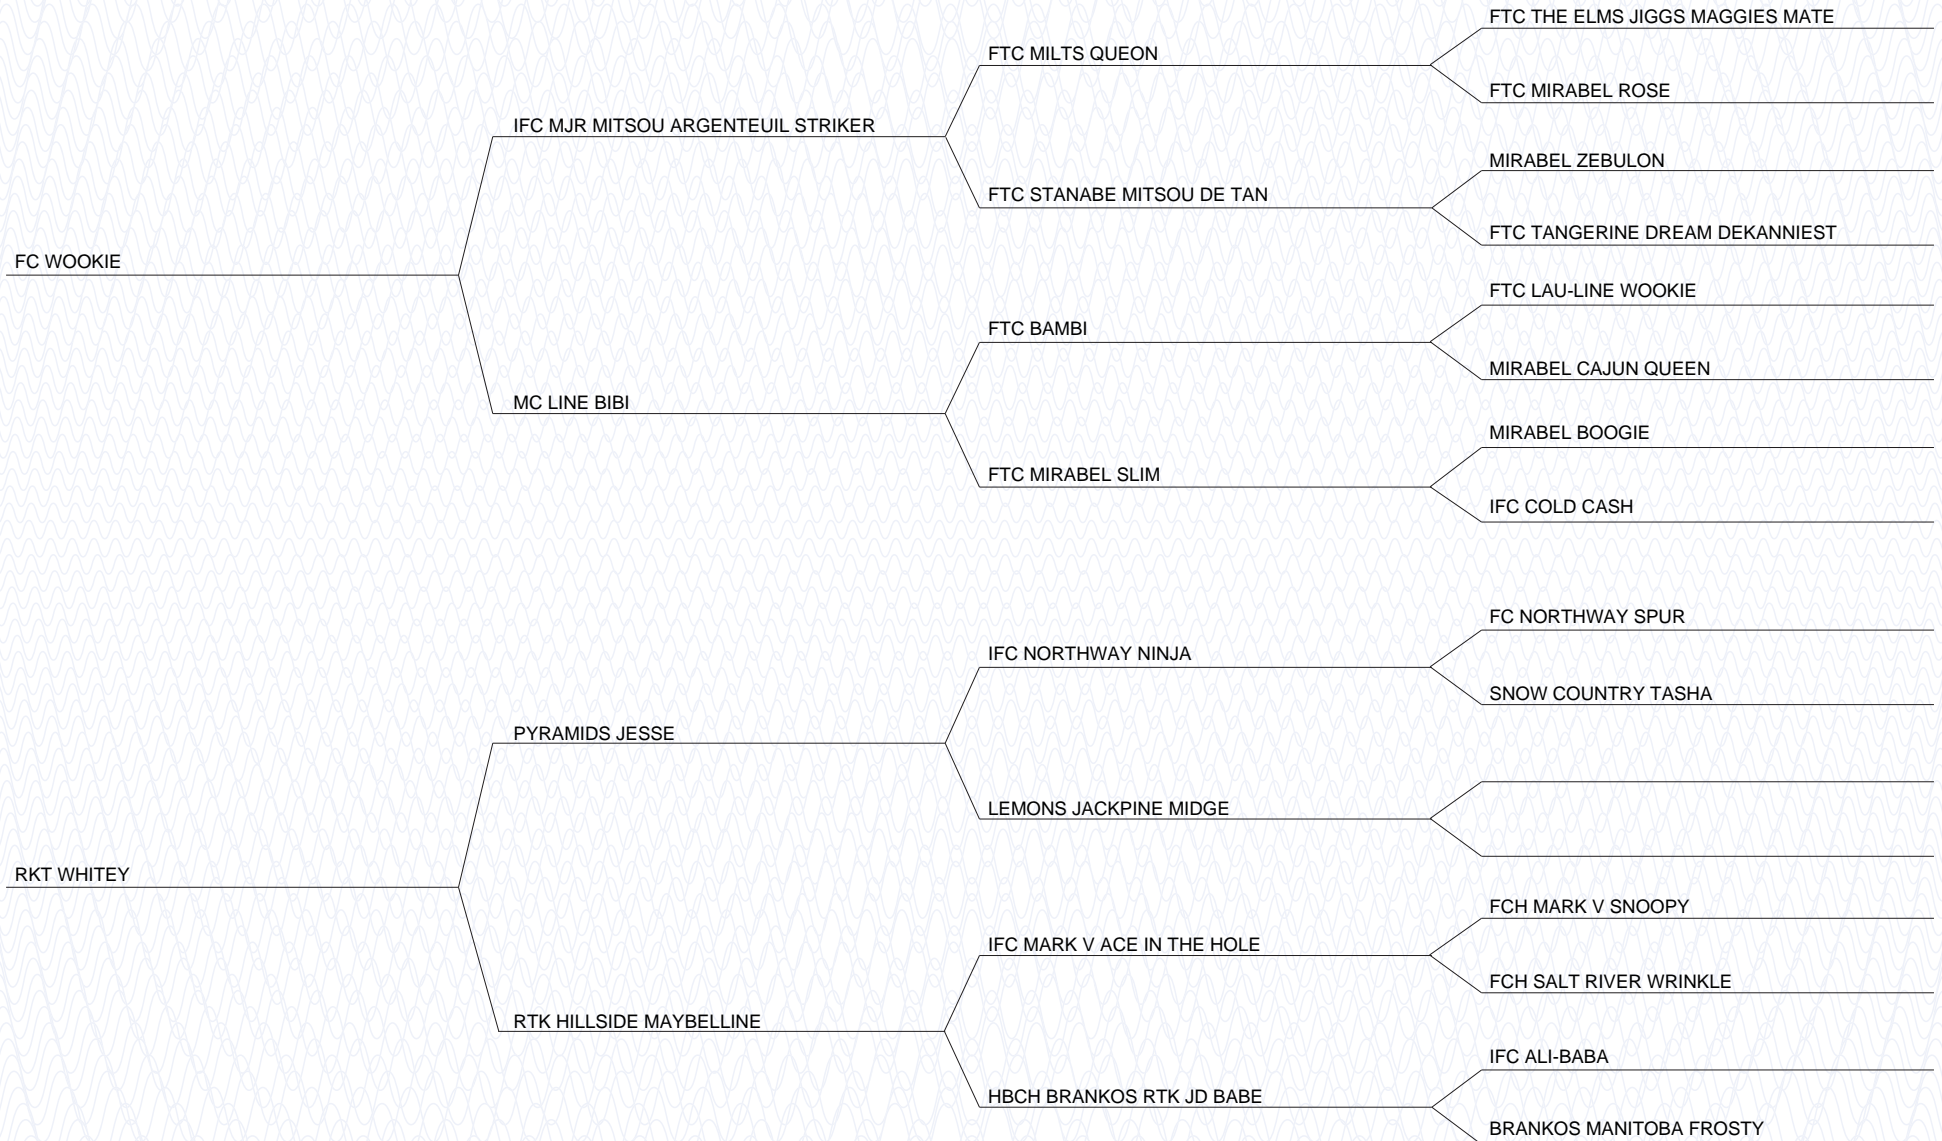 FTC THE ELMS JIGGS MAGGIES MATE
FTC MILTS QUEON
FTC MIRABEL ROSE
IFC MJR MITSOU ARGENTEUIL STRIKER
MIRABEL ZEBULON
FTC STANABE MITSOU DE TAN
FTC TANGERINE DREAM DEKANNIEST
FC WOOKIE
FTC LAU-LINE WOOKIE
FTC BAMBI
MIRABEL CAJUN QUEEN
MC LINE BIBI
MIRABEL BOOGIE
FTC MIRABEL SLIM
IFC COLD CASH
FC NORTHWAY SPUR
IFC NORTHWAY NINJA
SNOW COUNTRY TASHA
PYRAMIDS JESSE
LEMONS JACKPINE MIDGE
RKT WHITEY
FCH MARK V SNOOPY
IFC MARK V ACE IN THE HOLE
FCH SALT RIVER WRINKLE
RTK HILLSIDE MAYBELLINE
IFC ALI-BABA
HBCH BRANKOS RTK JD BABE
BRANKOS MANITOBA FROSTY